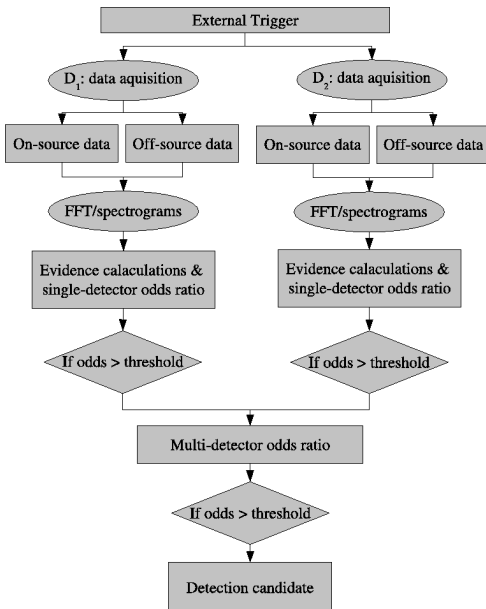 External Trigger
D1: data aquisition
D2: data aquisition
On-source data
Off-source data
On-source data
Off-source data
FFT/spectrograms
FFT/spectrograms
Evidence calaculations &
single-detector odds ratio
Evidence calaculations &
single-detector odds ratio
If odds > threshold
If odds > threshold
Multi-detector odds ratio
If odds > threshold
Detection candidate